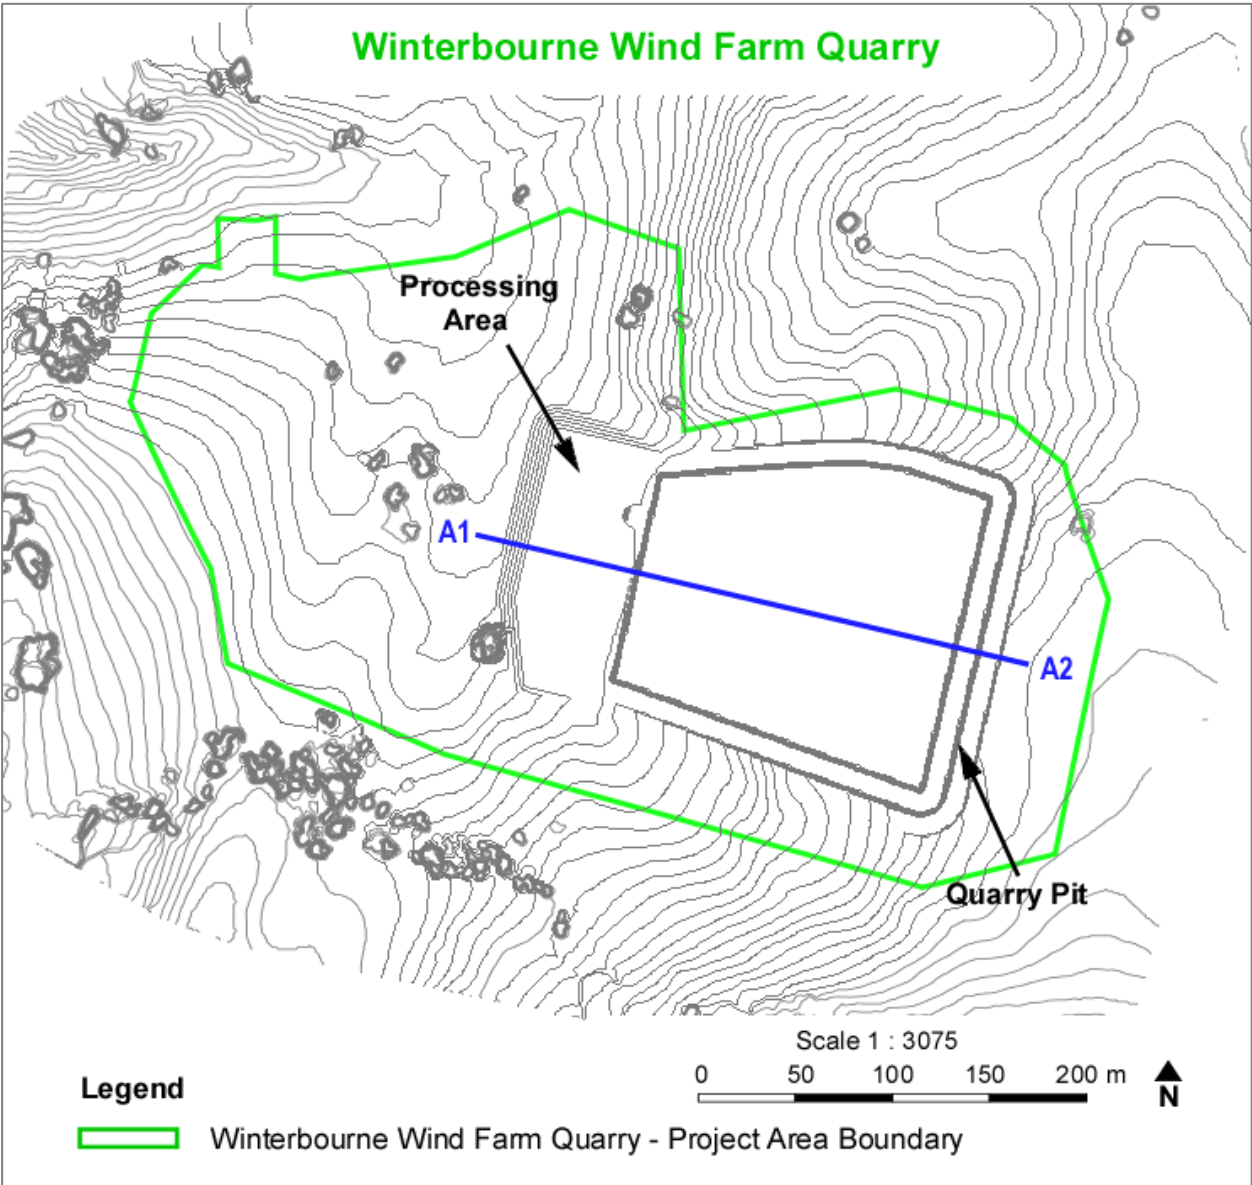 Winterbourne Wind Farm Quarry
Processing
Area
A1
A2
Quarry Pit
Scale 1 : 3075
0 50 100 150 200 m
N
Legend
Winterbourne Wind Farm Quarry - Project Area Boundary